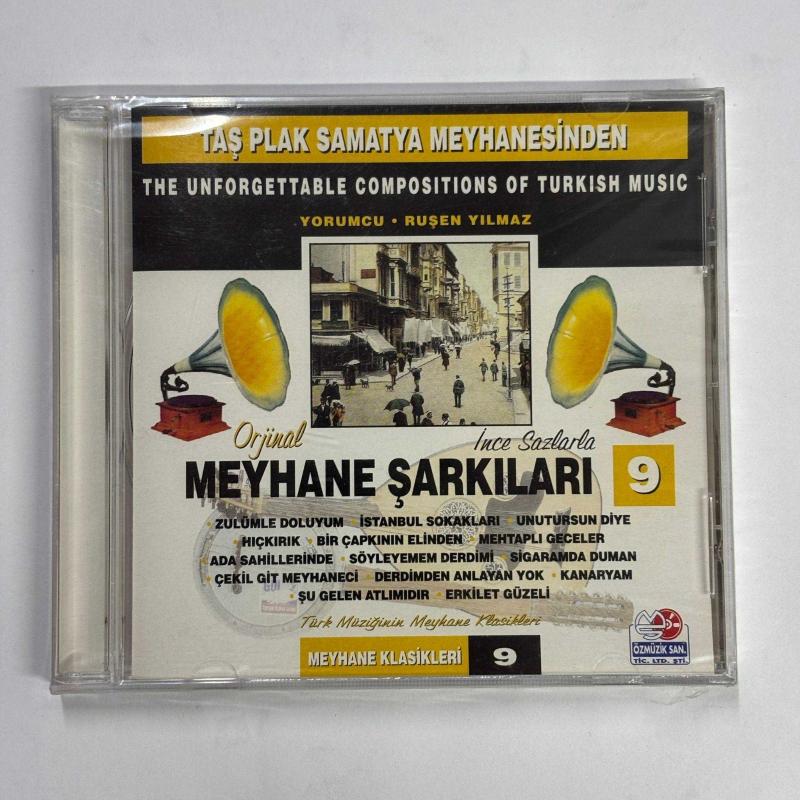 TAŞ PLAK SAMATYA MEYHANESİNDEN
THE UNFORGETTABLE COMPOSITIONS OF TURKISH MUSIC
YORUMCU • RUŞEN YILMAZ
Orjinal İnce Sazlarla
MEYHANE ŞARKILARI 9
• ZULÜMLE DOLUYUM • İSTANBUL SOKAKLARI • UNUTURSUN DİYE
• HIÇKIRIK • BİR ÇAPKININ ELİNDEN • MEHTAPLI GECELER
• ADA SAHİLLERİNDE • SÖYLEYEMEM DERDİMİ • SİGARAMDA DUMAN
• ÇEKİL GİT MEYHANECİ • DERDİMDEN ANLAYAN YOK • KANARYAM
• ŞU GELEN ATLIMIDIR • ERKİLET GÜZELİ
Türk Müziğinin Meyhane Klasikleri
MEYHANE KLASİKLERİ 9
ÖZMÜZİK SAN.
TİC. LTD. ŞTİ.